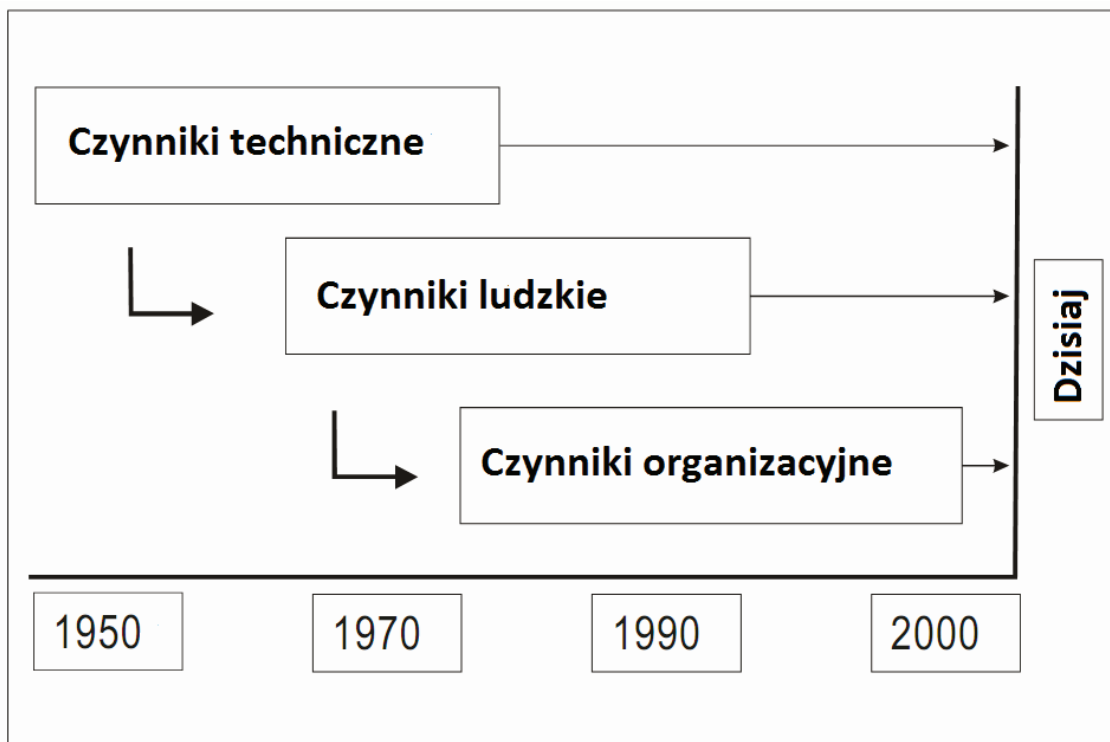 Czynniki techniczne
Czynniki ludzkie
Czynniki organizacyjne
Dzisiaj
1950
1970
1990
2000